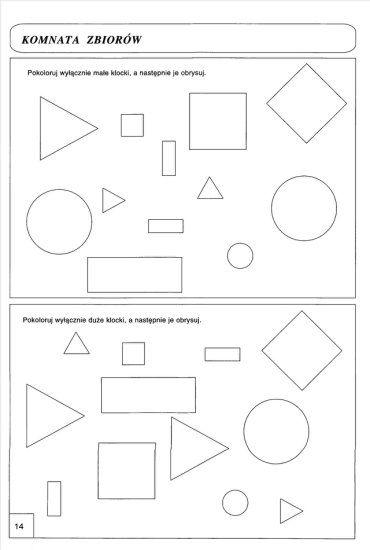 KOMNATA ZBIORÓW
Pokoloruj wyłącznie małe klocki, a następnie je obrysuj.
Pokoloruj wyłącznie duże klocki, a następnie je obrysuj.
14